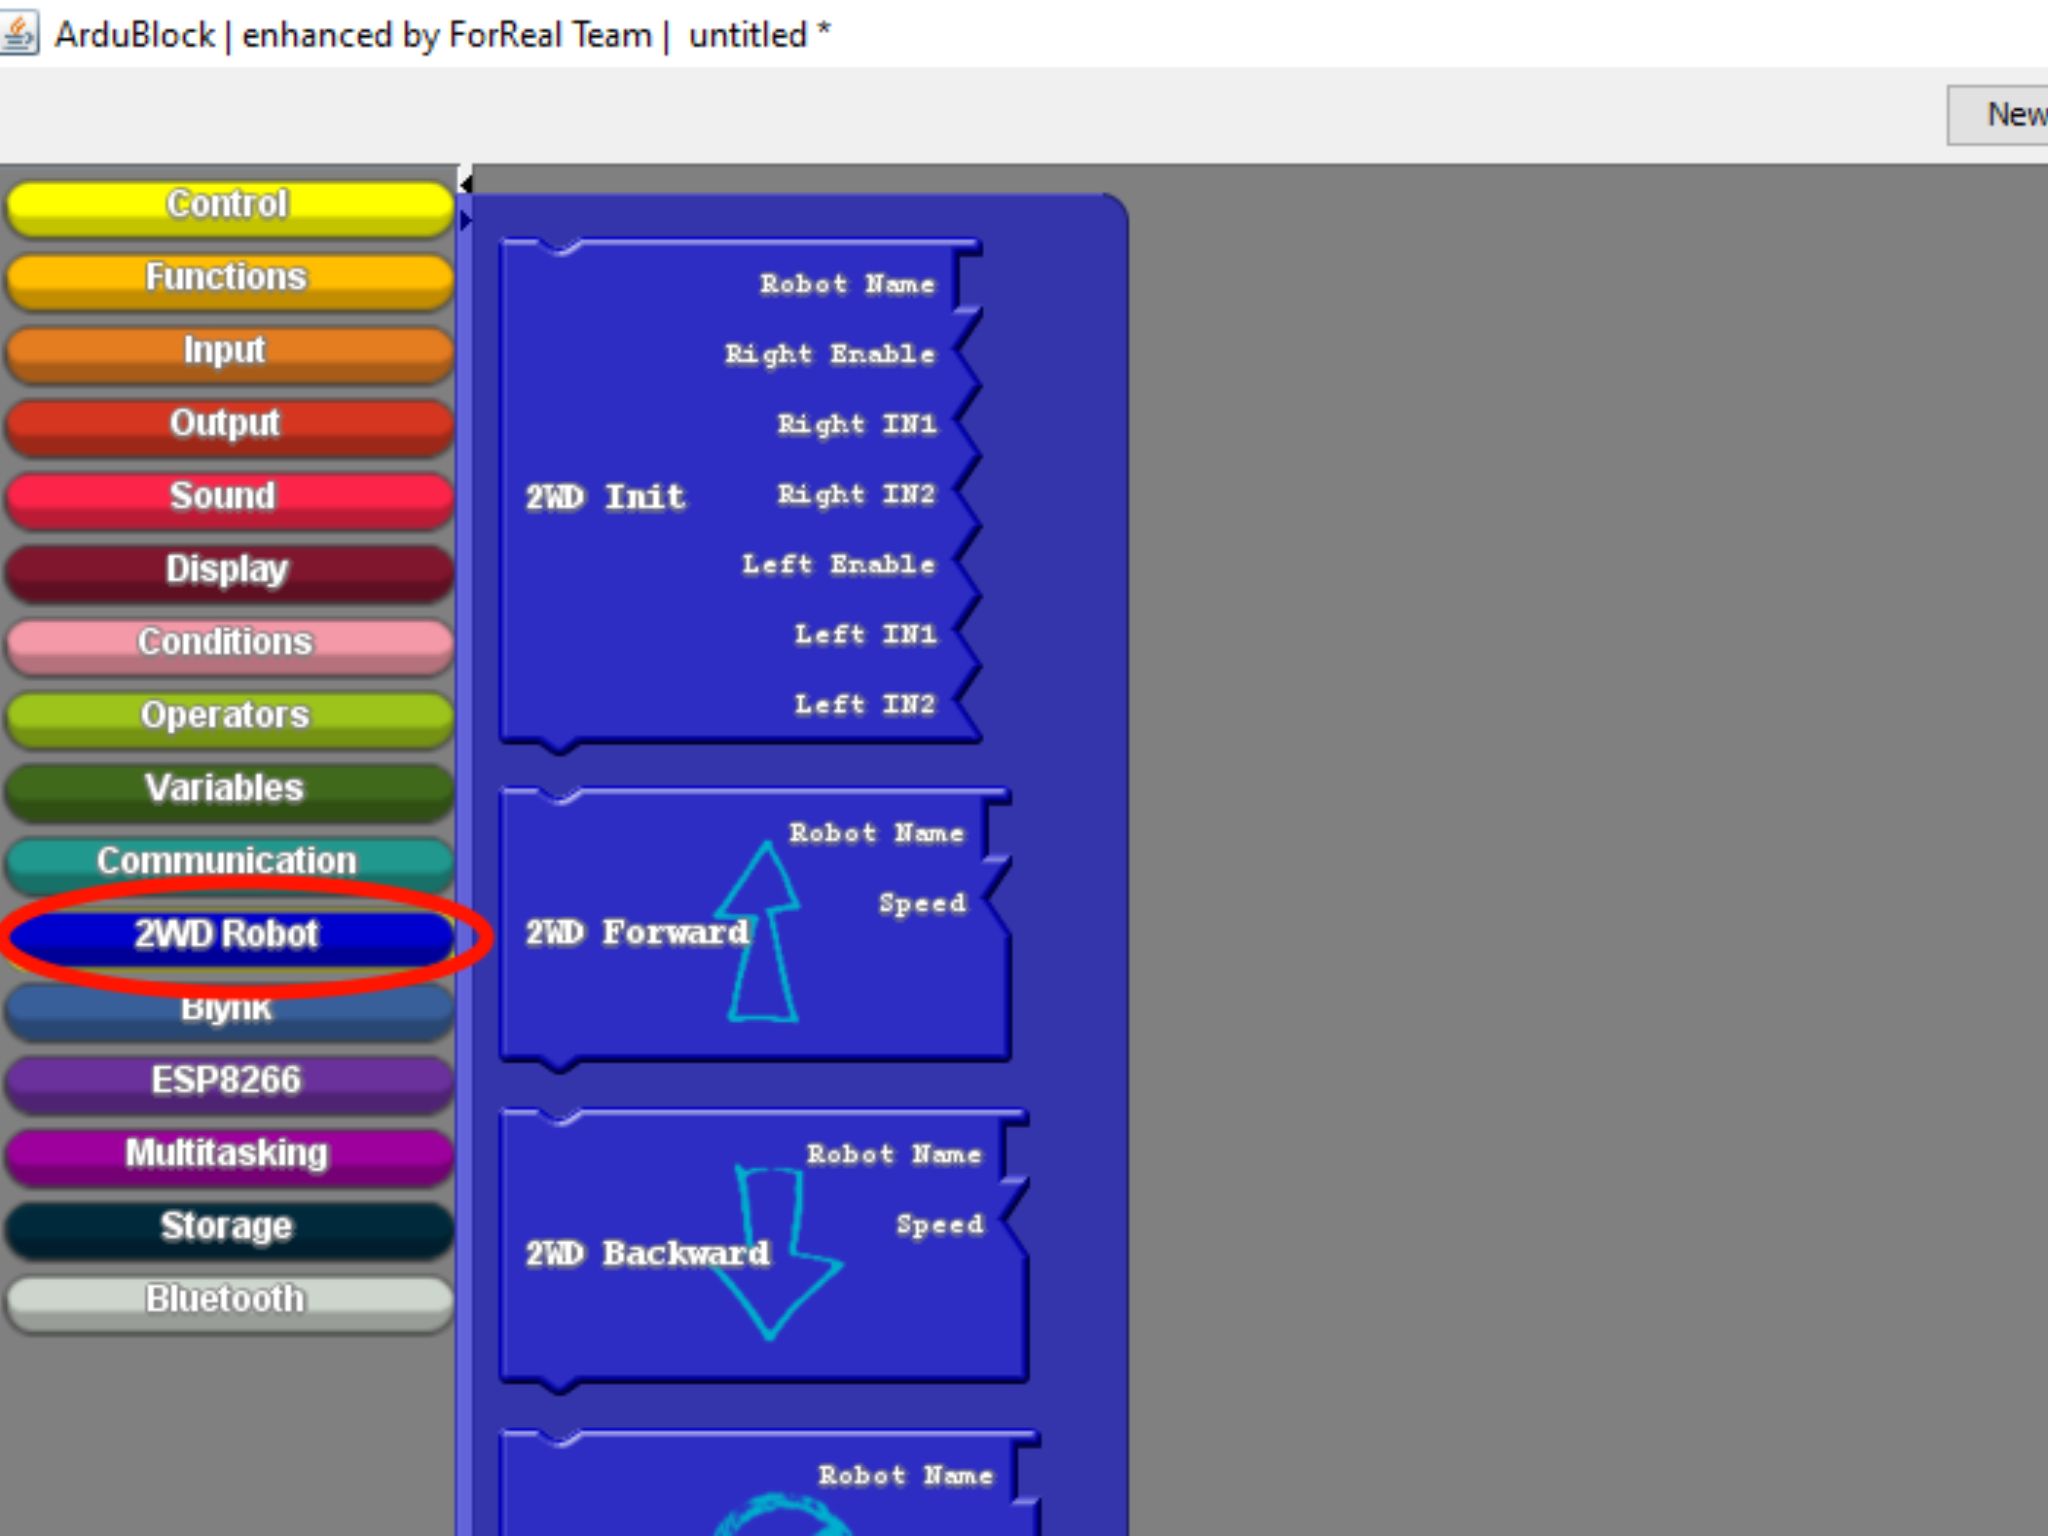 ArduBlock | enhanced by ForReal Team | untitled *
New
Control
Functions
Input
Output
Sound
Display
Conditions
Operators
Variables
Communication
2WD Robot
Blynk
ESP8266
Multitasking
Storage
Bluetooth
Robot Name
Right Enable
Right IN1
2WD Init
Right IN2
Left Enable
Left IN1
Left IN2
Robot Name
Speed
2WD Forward
Robot Name
Speed
2WD Backward
Robot Name